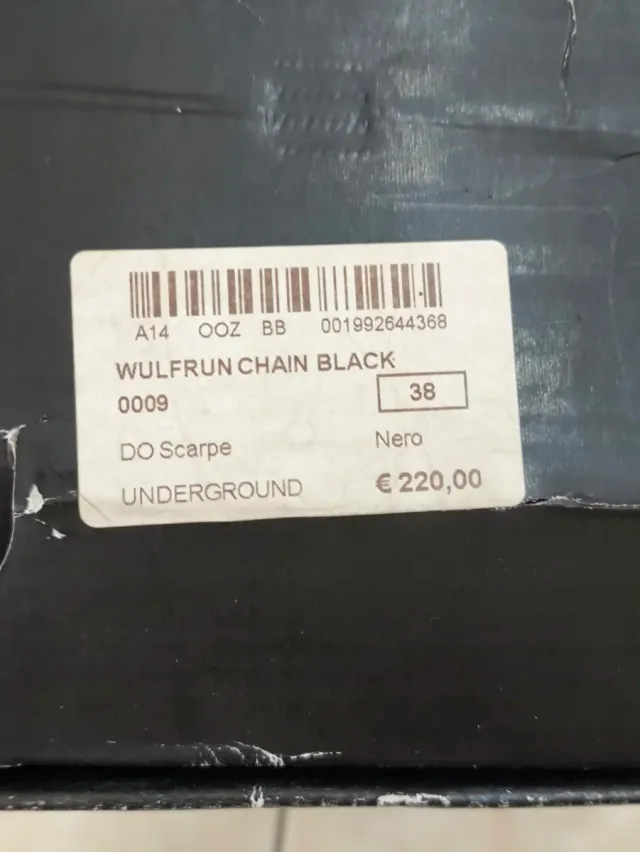 A14 OOZ BB 001992644368
WULFRUN CHAIN BLACK
0009 38
DO Scarpe Nero
UNDERGROUND € 220,00